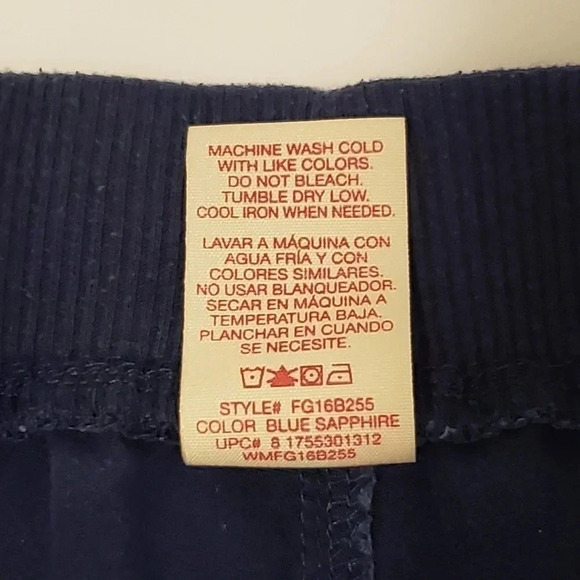 MACHINE WASH COLD
WITH LIKE COLORS.
DO NOT BLEACH.
TUMBLE DRY LOW.
COOL IRON WHEN NEEDED.
LAVAR A MÁQUINA CON
AGUA FRÍA Y CON
COLORES SIMILARES.
NO USAR BLANQUEADOR.
SECAR EN MÁQUINA A
TEMPERATURA BAJA.
PLANCHAR EN CUANDO
SE NECESITE.
STYLE# FG16B255
COLOR BLUE SAPPHIRE
UPC# 8 1755301312
WMFG16B255